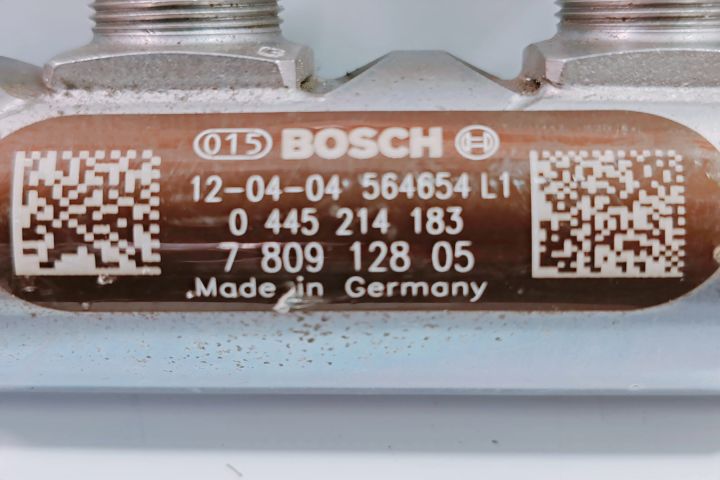 015 BOSCH
12-04-04 564654 L1
0 445 214 183
7 809 128 05
Made in Germany